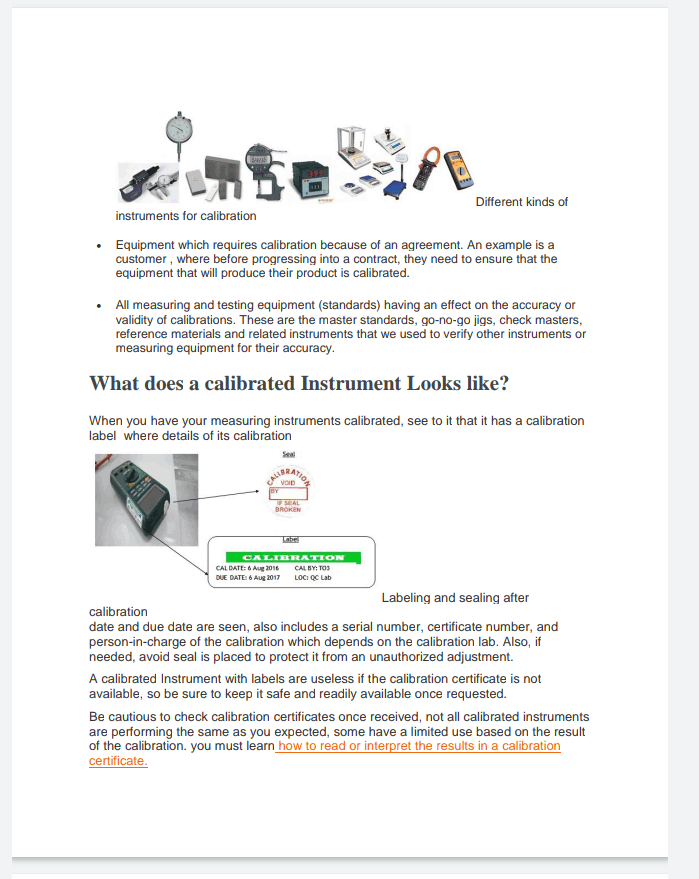 Different kinds of
instruments for calibration
• Equipment which requires calibration because of an agreement. An example is a
customer , where before progressing into a contract, they need to ensure that the
equipment that will produce their product is calibrated.
• All measuring and testing equipment (standards) having an effect on the accuracy or
validity of calibrations. These are the master standards, go-no-go jigs, check masters,
reference materials and related instruments that we used to verify other instruments or
measuring equipment for their accuracy.
What does a calibrated Instrument Looks like?
When you have your measuring instruments calibrated, see to it that it has a calibration
label where details of its calibration
Seal
CALIBRATION
VOID
BY
IF SEAL
BROKEN
Label
CALIBRATION
CAL DATE: 6 Aug 2016 CAL BY: TO3
DUE DATE: 6 Aug 2017 LOC: QC Lab
Labeling and sealing after
calibration
date and due date are seen, also includes a serial number, certificate number, and
person-in-charge of the calibration which depends on the calibration lab. Also, if
needed, avoid seal is placed to protect it from an unauthorized adjustment.
A calibrated Instrument with labels are useless if the calibration certificate is not
available, so be sure to keep it safe and readily available once requested.
Be cautious to check calibration certificates once received, not all calibrated instruments
are performing the same as you expected, some have a limited use based on the result
of the calibration. you must learn how to read or interpret the results in a calibration
certificate.